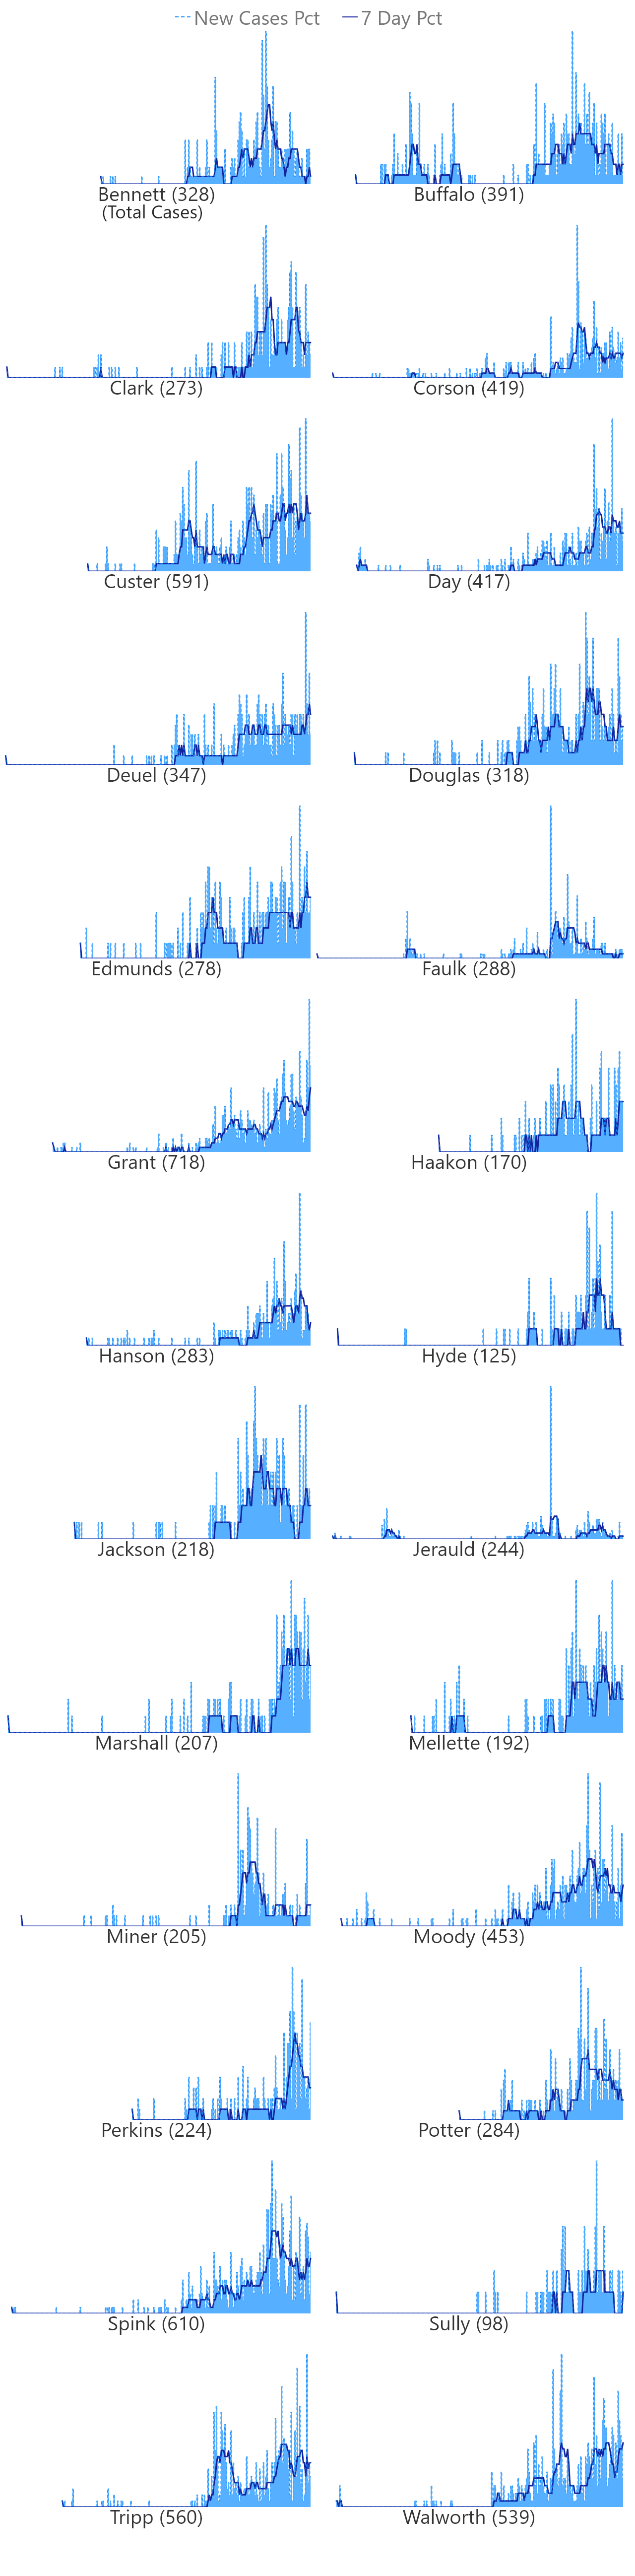 New Cases Pct 7 Day Pct
Bennett (328) Buffalo (391)
(Total Cases)
Clark (273) Corson (419)
Custer (591) Day (417)
Deuel (347) Douglas (318)
Edmunds (278) Faulk (288)
Grant (718) Haakon (170)
Hanson (283) Hyde (125)
Jackson (218) Jerauld (244)
Marshall (207) Mellette (192)
Miner (205) Moody (453)
Perkins (224) Potter (284)
Spink (610) Sully (98)
Tripp (560) Walworth (539)